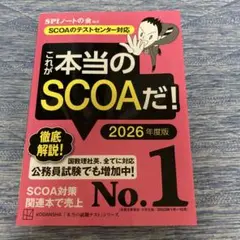 SPIノートの会 編著
SCOAのテストセンター対応
これが
本当の
SCOAだ!
2026年度版
徹底
解説!
国数理社英、全てに対応
公務員試験でも増加中!
SCOA対策
関連本で売上
No.1
KODANSHA